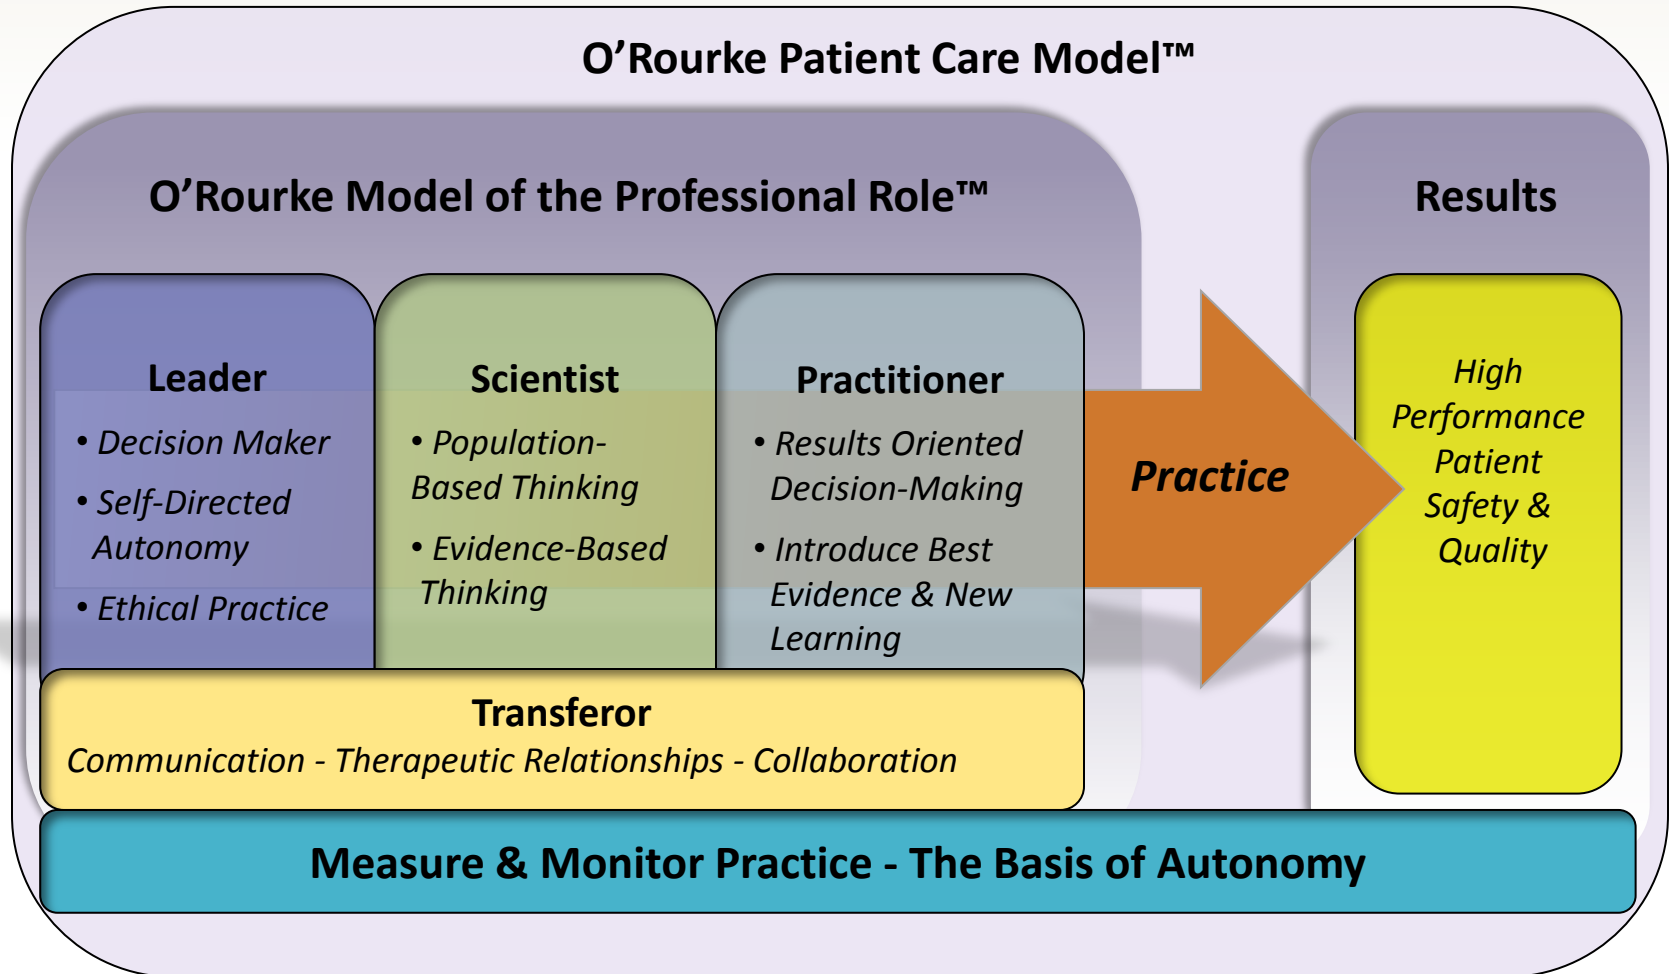 O’Rourke Patient Care Model™
O’Rourke Model of the Professional Role™
Leader
• Decision Maker
• Self-Directed
Autonomy
• Ethical Practice
Scientist
• Population-
Based Thinking
• Evidence-Based
Thinking
Practitioner
• Results Oriented
Decision-Making
• Introduce Best
Evidence & New
Learning
Transferor
Communication - Therapeutic Relationships - Collaboration
Practice
Results
High
Performance
Patient
Safety &
Quality
Measure & Monitor Practice - The Basis of Autonomy